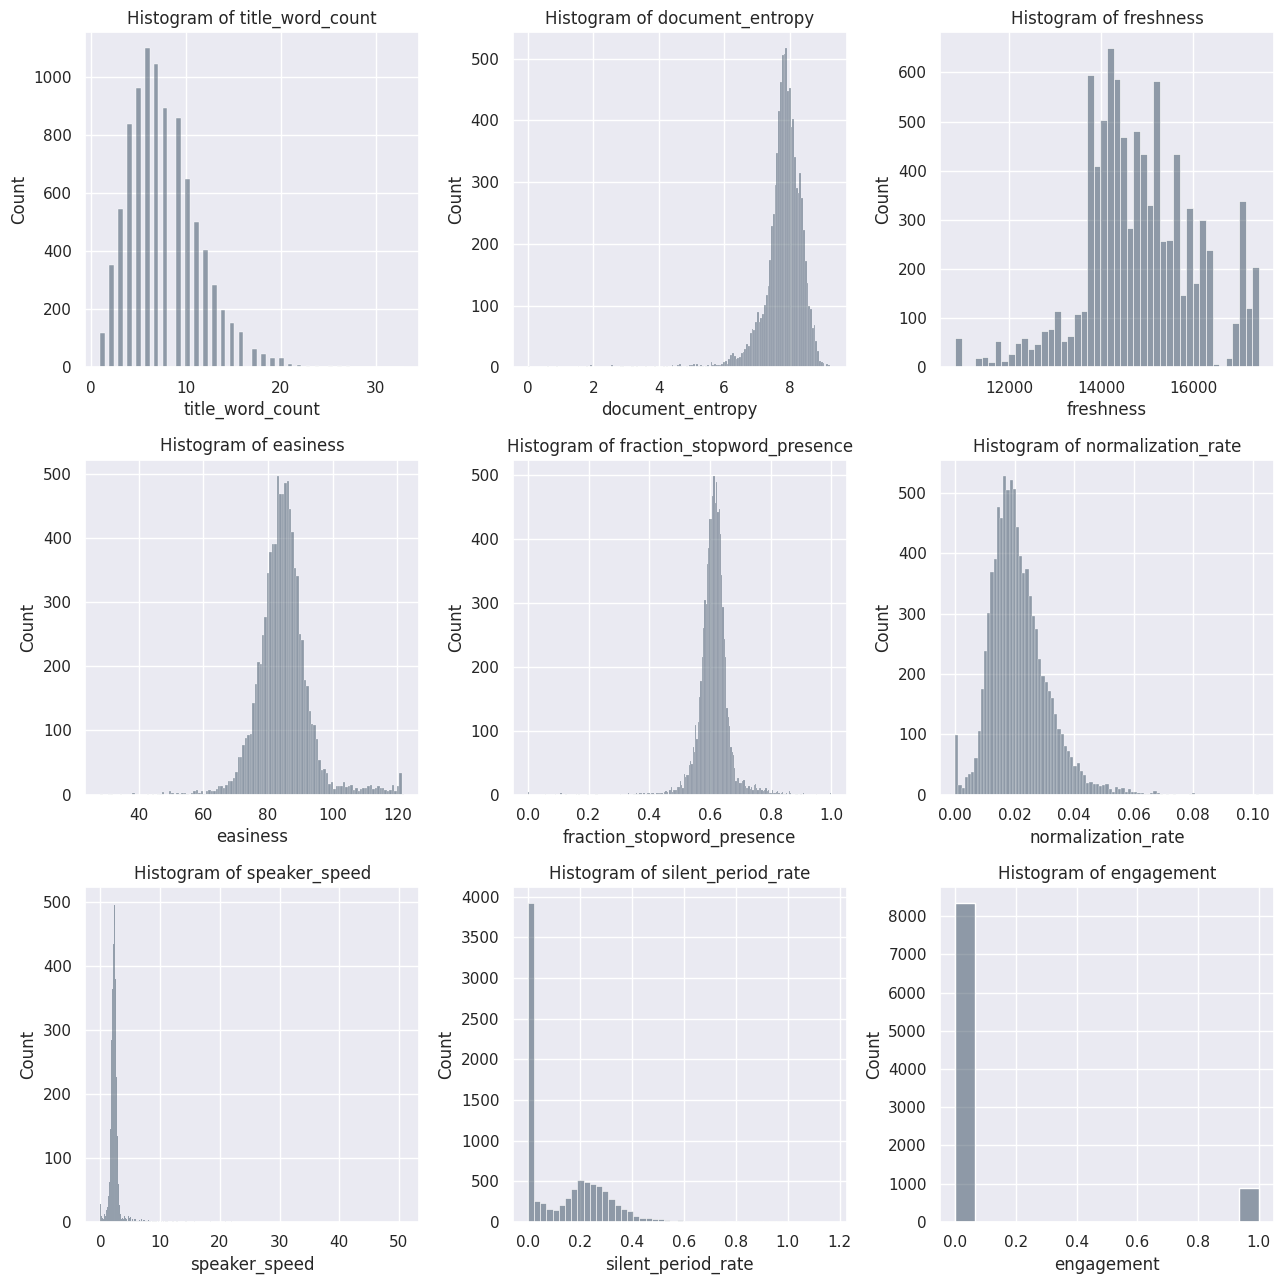 Histogram of title_word_count
Count
1000
800
600
400
200
0
0 10 20 30
title_word_count
Histogram of document_entropy
Count
500
400
300
200
100
0
0 2 4 6 8
document_entropy
Histogram of freshness
Count
600
500
400
300
200
100
0
12000 14000 16000
freshness
Histogram of easiness
Count
500
400
300
200
100
0
40 60 80 100 120
easiness
Histogram of fraction_stopword_presence
Count
500
400
300
200
100
0
0.0 0.2 0.4 0.6 0.8 1.0
fraction_stopword_presence
Histogram of normalization_rate
Count
500
400
300
200
100
0
0.00 0.02 0.04 0.06 0.08 0.10
normalization_rate
Histogram of speaker_speed
Count
500
400
300
200
100
0
0 10 20 30 40 50
speaker_speed
Histogram of silent_period_rate
Count
4000
3500
3000
2500
2000
1500
1000
500
0
0.0 0.2 0.4 0.6 0.8 1.0 1.2
silent_period_rate
Histogram of engagement
Count
8000
7000
6000
5000
4000
3000
2000
1000
0
0.0 0.2 0.4 0.6 0.8 1.0
engagement